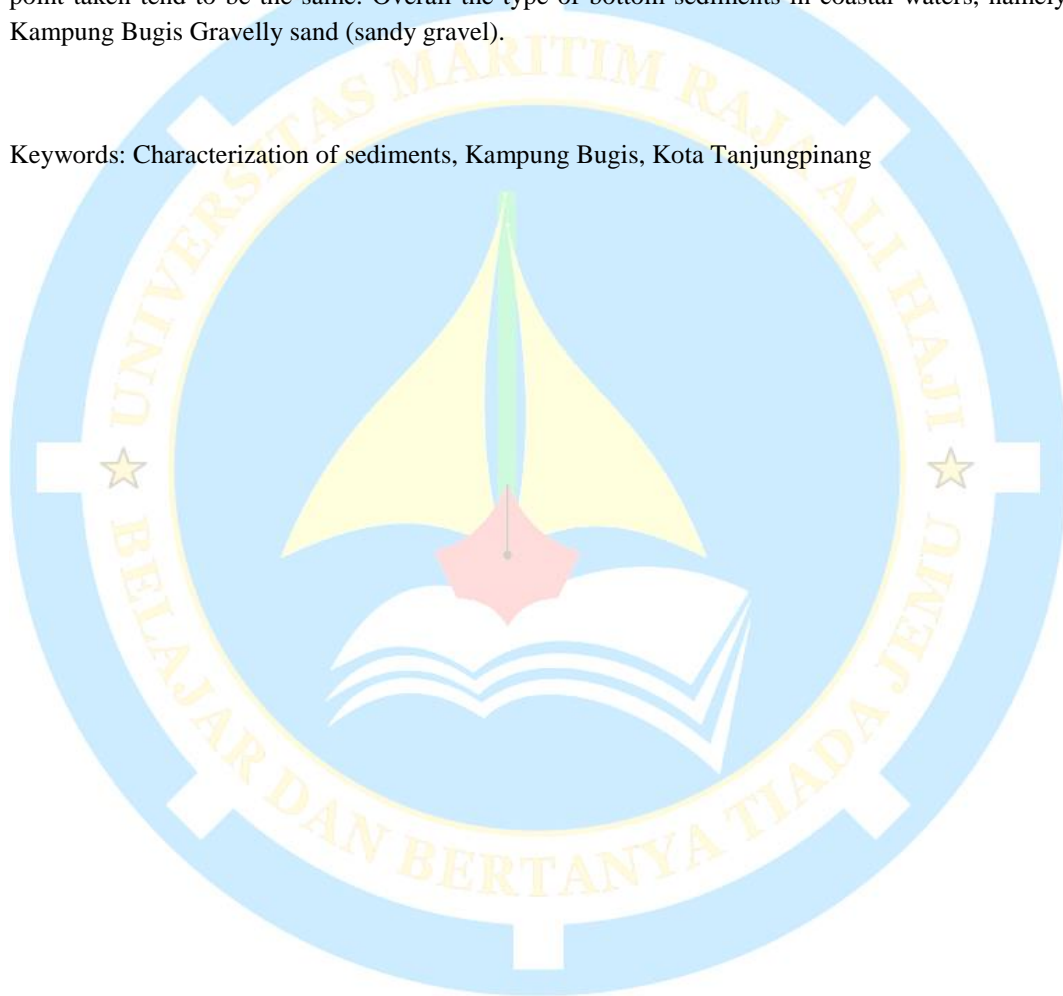 point taken tend to be the same. Overall the type of bottom sediments in coastal waters, namely
Kampung Bugis Gravelly sand (sandy gravel).
Keywords: Characterization of sediments, Kampung Bugis, Kota Tanjungpinang
UNIVERSITAS MARITIM RAJA ALI HAJI
BELAJAR DAN BERTANYA TIADA JEMU